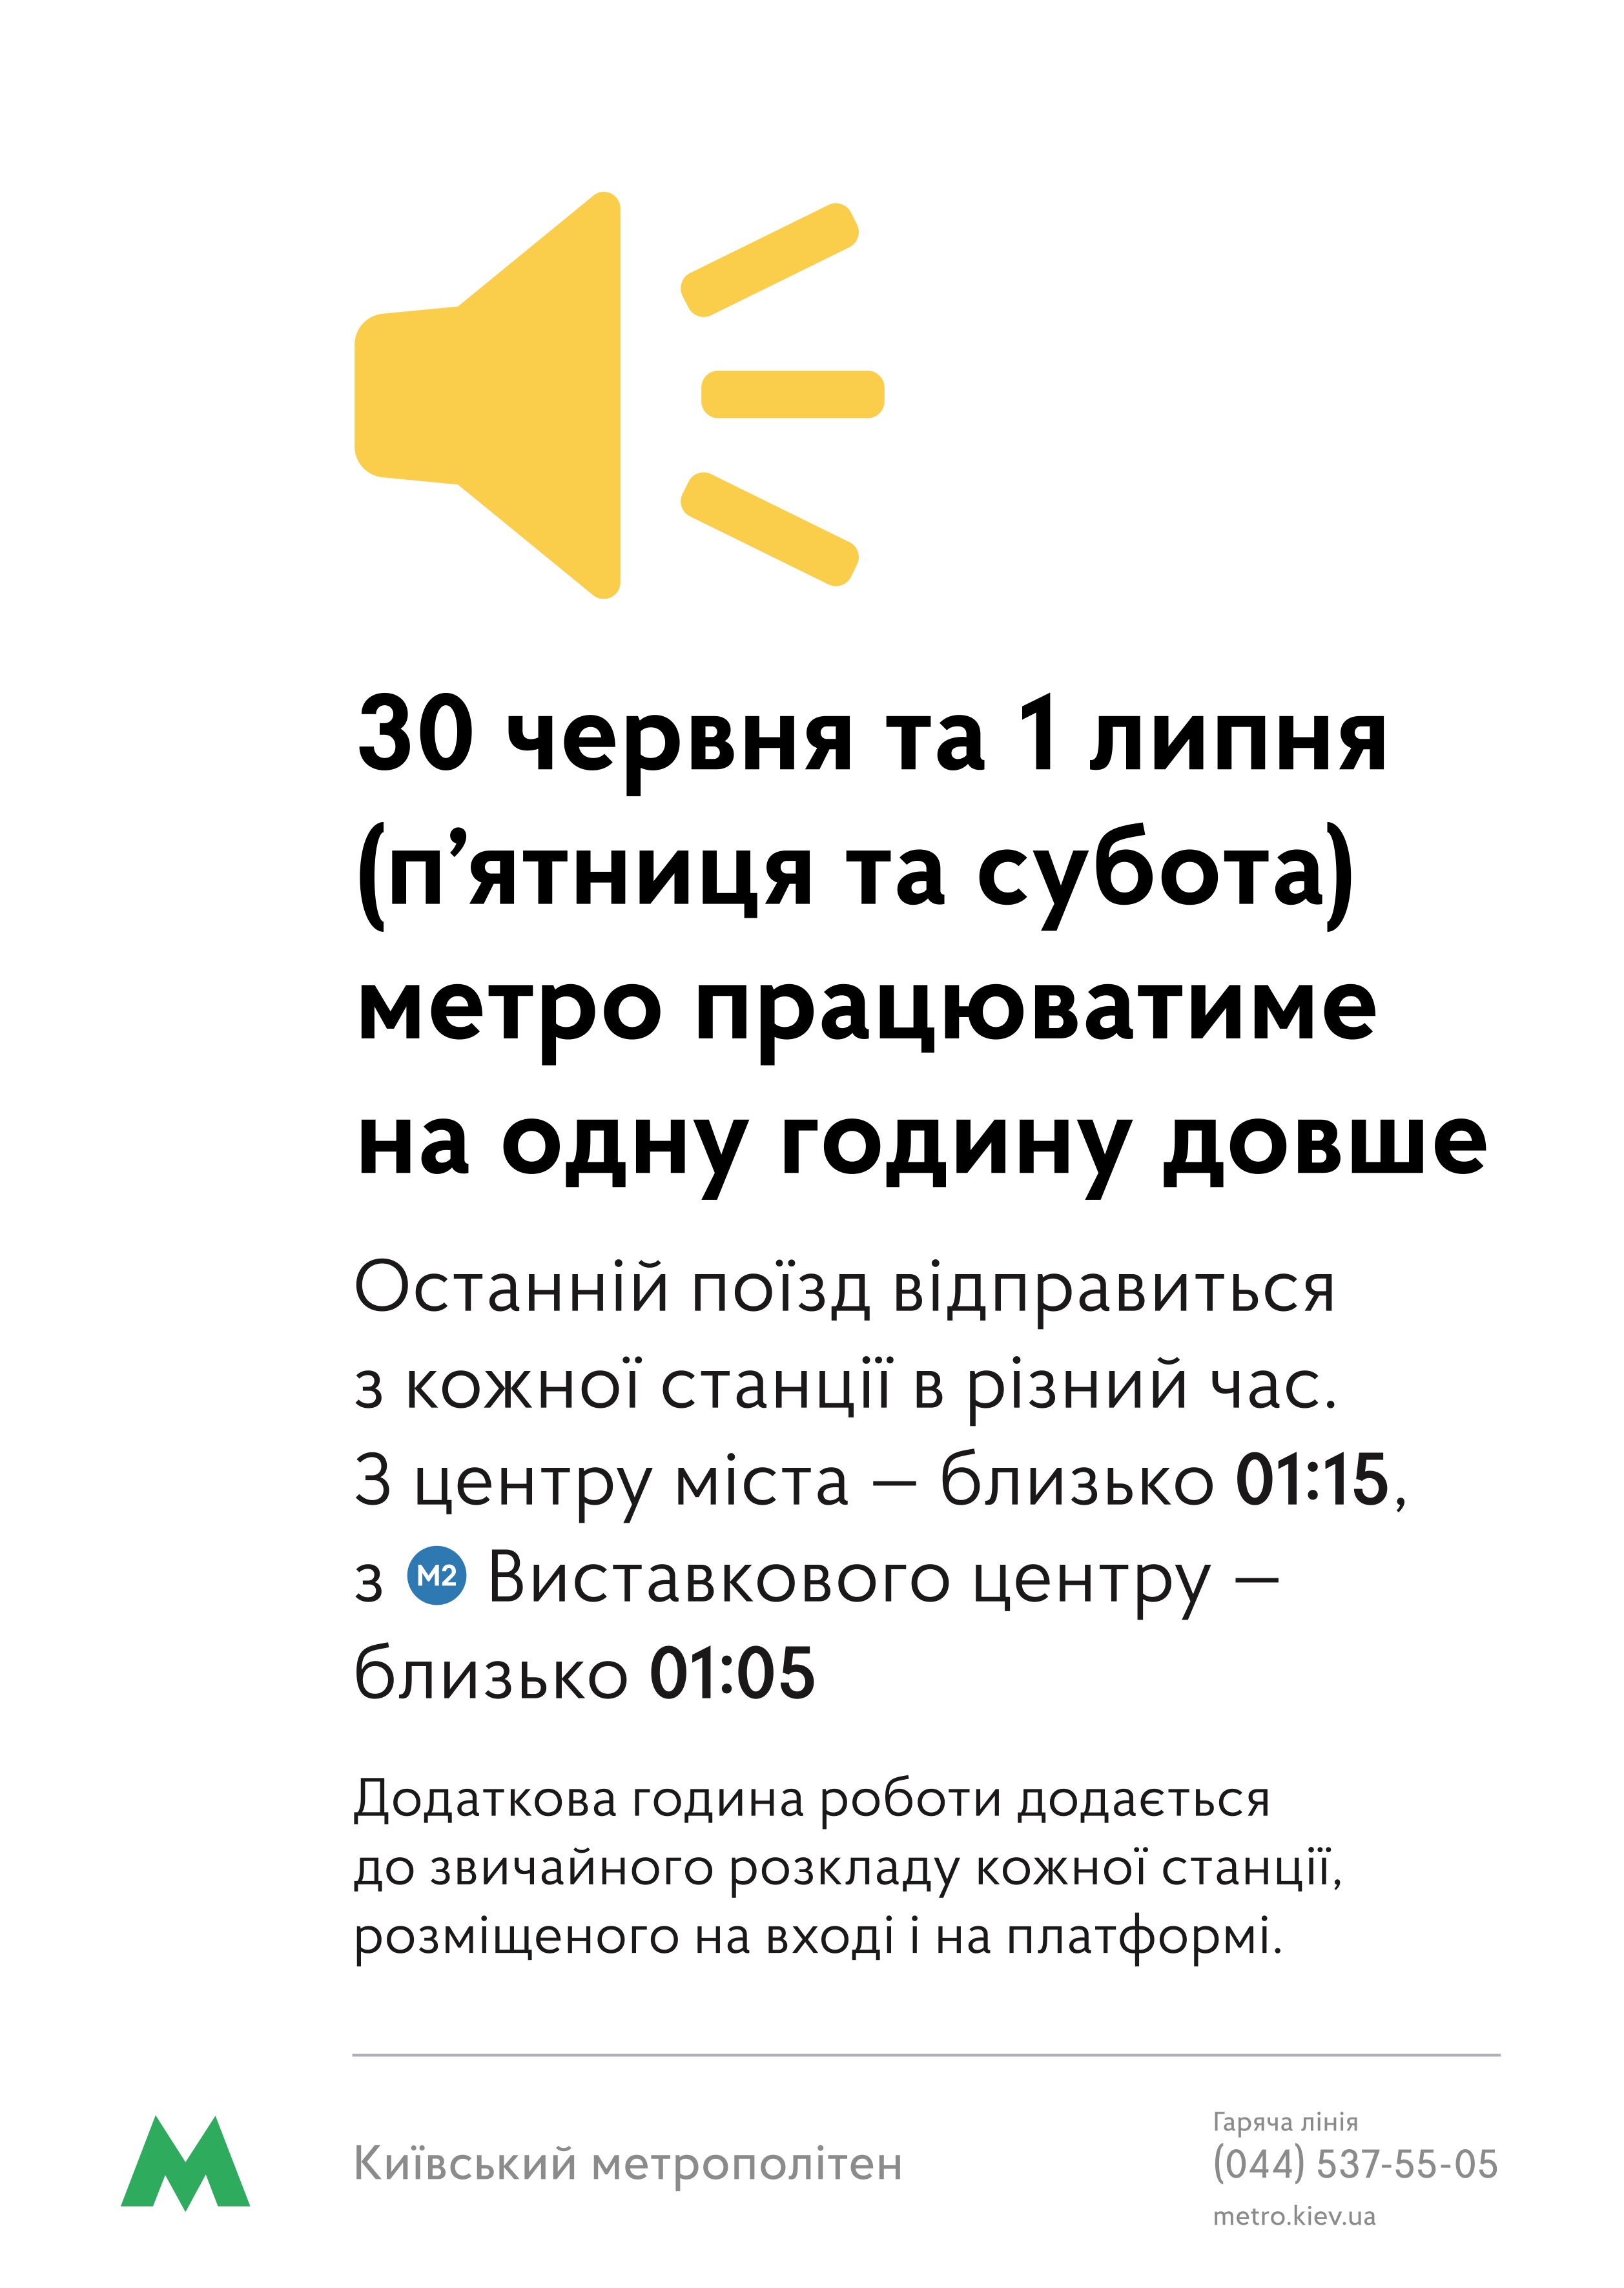 30 червня та 1 липня
(п’ятниця та субота)
метро працюватиме
на одну годину довше
Останній поїзд відправиться
з кожної станції в різний час.
З центру міста — близько 01:15,
з М2 Виставкового центру —
близько 01:05
Додаткова година роботи додається
до звичайного розкладу кожної станції,
розміщеного на вході і на платформі.
Київський метрополітен
Гаряча лінія
(044) 537-55-05
metro.kiev.ua